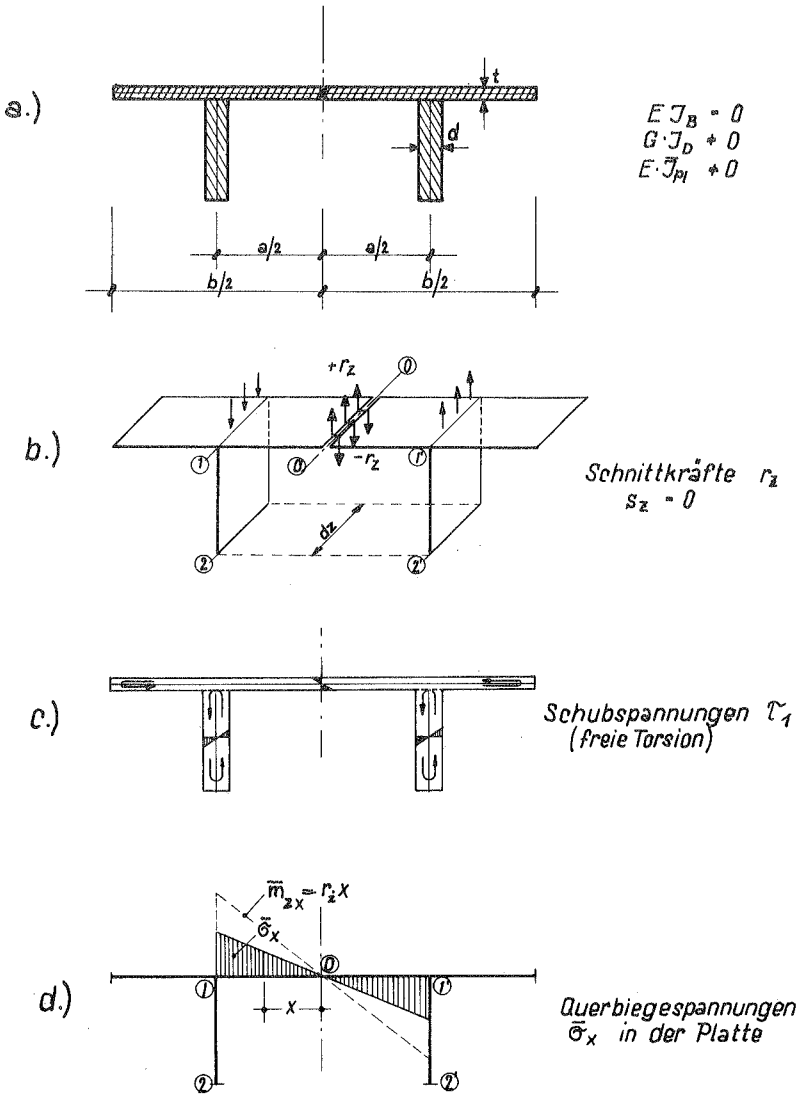 a.)
t
d
E J_B = 0
G·J_D ≠ 0
E·J̄_pl ≠ 0
a/2
a/2
b/2
b/2
b.)
+r_z
0
1
0
-r_z
1'
dz
2
2'
Schnittkräfte r_z
s_z = 0
c.)
Schubspannungen τ_1
(freie Torsion)
d.)
m̄_zx = r_z x
σ̄_x
0
1
1'
x
2
2'
Querbiegespannungen
σ̄_x in der Platte